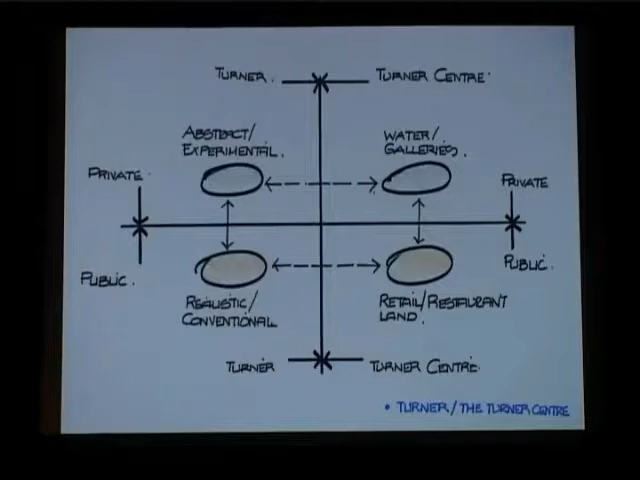 TURNER.
TURNER CENTRE.
ABSTRACT/
EXPERIMENTAL.
WATER/
GALLERIES.
PRIVATE.
PRIVATE
PUBLIC.
PUBLIC.
REALISTIC/
CONVENTIONAL
RETAIL/RESTAURANT
LAND.
TURNER
TURNER CENTRE.
• TURNER/THE TURNER CENTRE